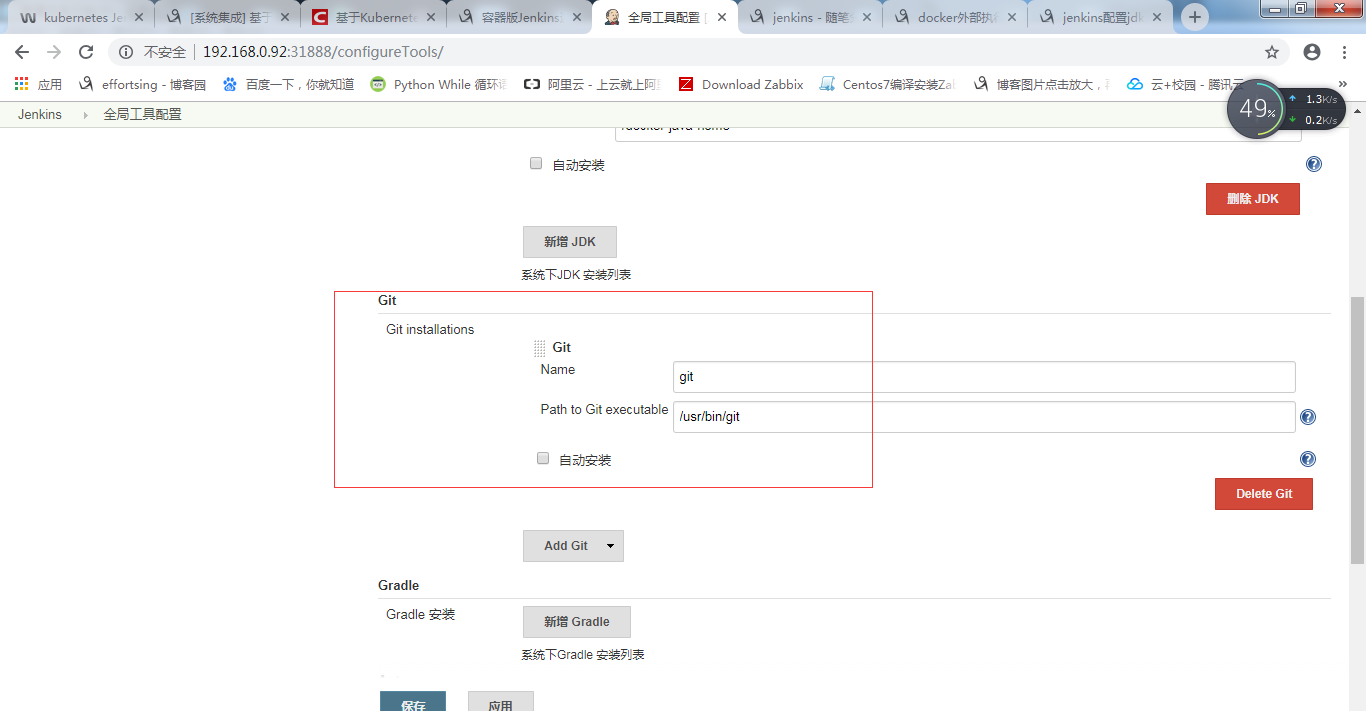 kubernetes Je
[系统集成] 基于
基于Kubernete
容器版Jenkins
全局工具配置 [
jenkins - 随笔
docker外部执
jenkins配置jdk
不安全 192.168.0.92:31888/configureTools/
应用 effortsing - 博客园 百度一下，你就知道 Python While 循环语 阿里云 - 上云就上阿里 Download Zabbix Centos7编译安装Zal 博客图片点击放大， 云+校园 - 腾讯云 »
49% 1.3K/s
0.2K/s
Jenkins 全局工具配置
自动安装
删除 JDK
新增 JDK
系统下JDK 安装列表
Git
Git installations
Git
Name git
Path to Git executable /usr/bin/git
自动安装
Delete Git
Add Git
Gradle
Gradle 安装 新增 Gradle
系统下Gradle 安装列表
保存 应用